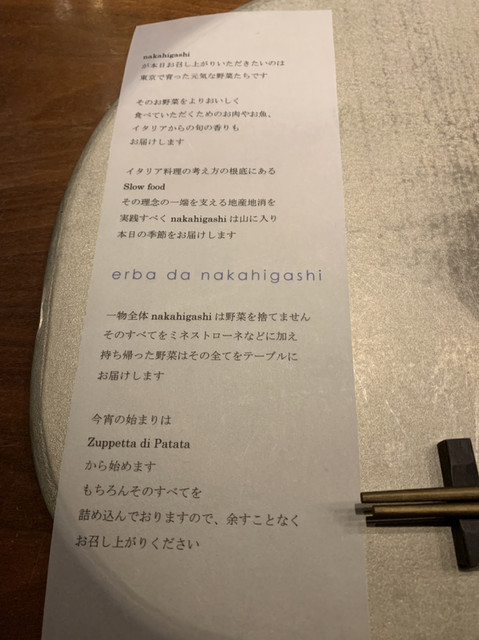 nakahigashi
が本日お召し上がりいただきたいのは
東京で育った元気な野菜たちです
そのお野菜をよりおいしく
食べていただくためのお肉やお魚、
イタリアからの旬の香りも
お届けします
イタリア料理の考え方の根底にある
Slow food
その理念の一端を支える地産地消を
実践すべく nakahigashi は山に入り
本日の季節をお届けします
erba da nakahigashi
一物全体 nakahigashi は野菜を捨てません
そのすべてをミネストローネなどに加え
持ち帰った野菜はその全てをテーブルに
お届けします
今宵の始まりは
Zuppetta di Patata
から始めます
もちろんそのすべてを
詰め込んでおりますので、余すことなく
お召し上がりください